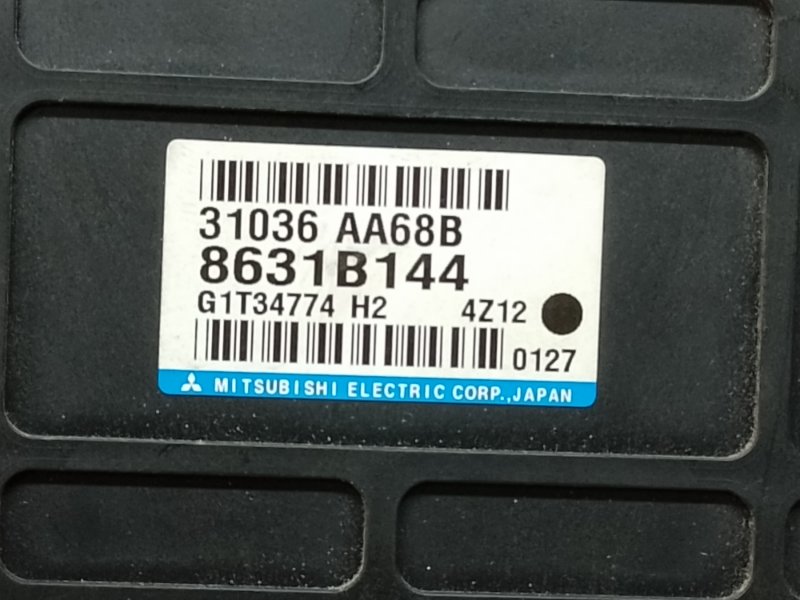 31036 AA68B
8631B144
G1T34774 H2 4Z12
0127
MITSUBISHI ELECTRIC CORP.,JAPAN